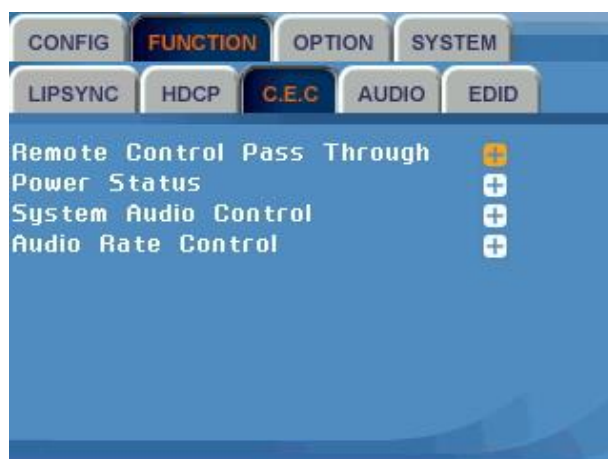 CONFIG FUNCTION OPTION SYSTEM
LIPSYNC HDCP C.E.C AUDIO EDID
Remote Control Pass Through
Power Status
System Audio Control
Audio Rate Control